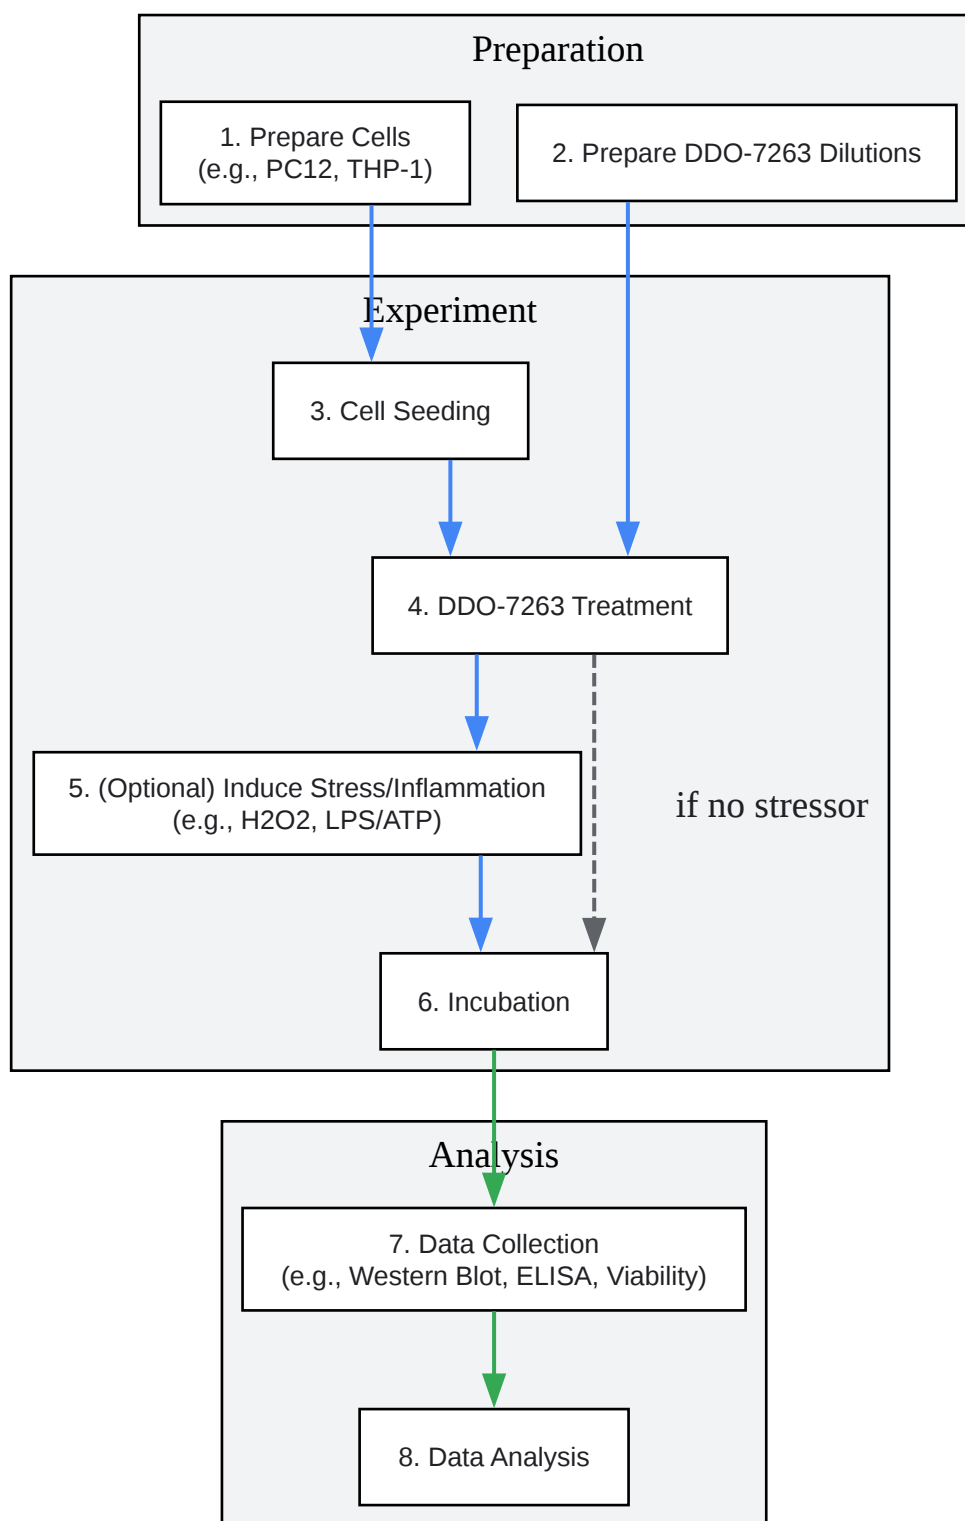 Preparation
1. Prepare Cells
(e.g., PC12, THP-1)
2. Prepare DDO-7263 Dilutions
Experiment
3. Cell Seeding
4. DDO-7263 Treatment
5. (Optional) Induce Stress/Inflammation
(e.g., H2O2, LPS/ATP)
if no stressor
6. Incubation
Analysis
7. Data Collection
(e.g., Western Blot, ELISA, Viability)
8. Data Analysis